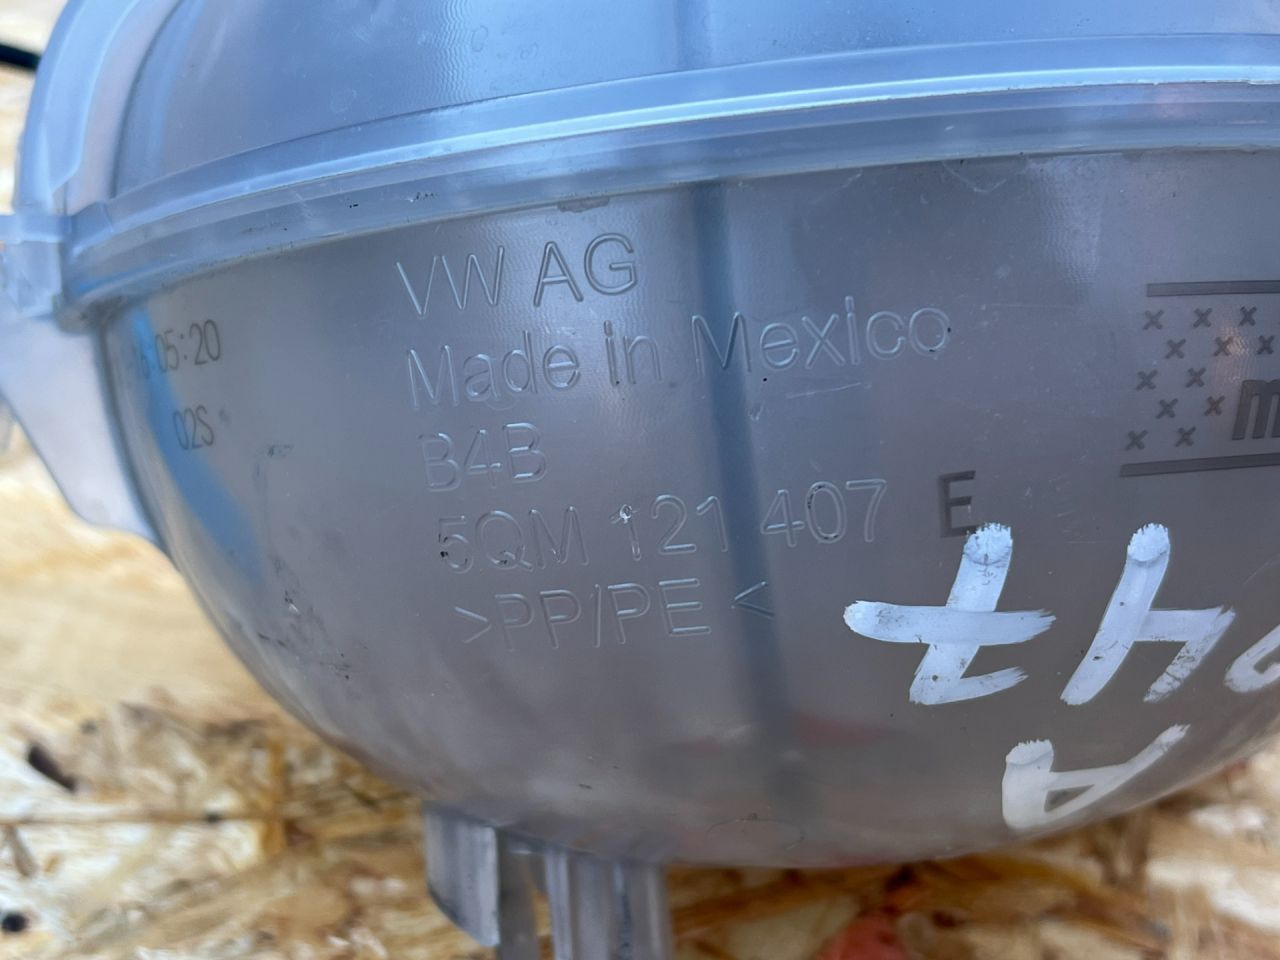 VW AG
05:20
Made in Mexico
02S
B4B
5QM 121 407 E
>PP/PE<